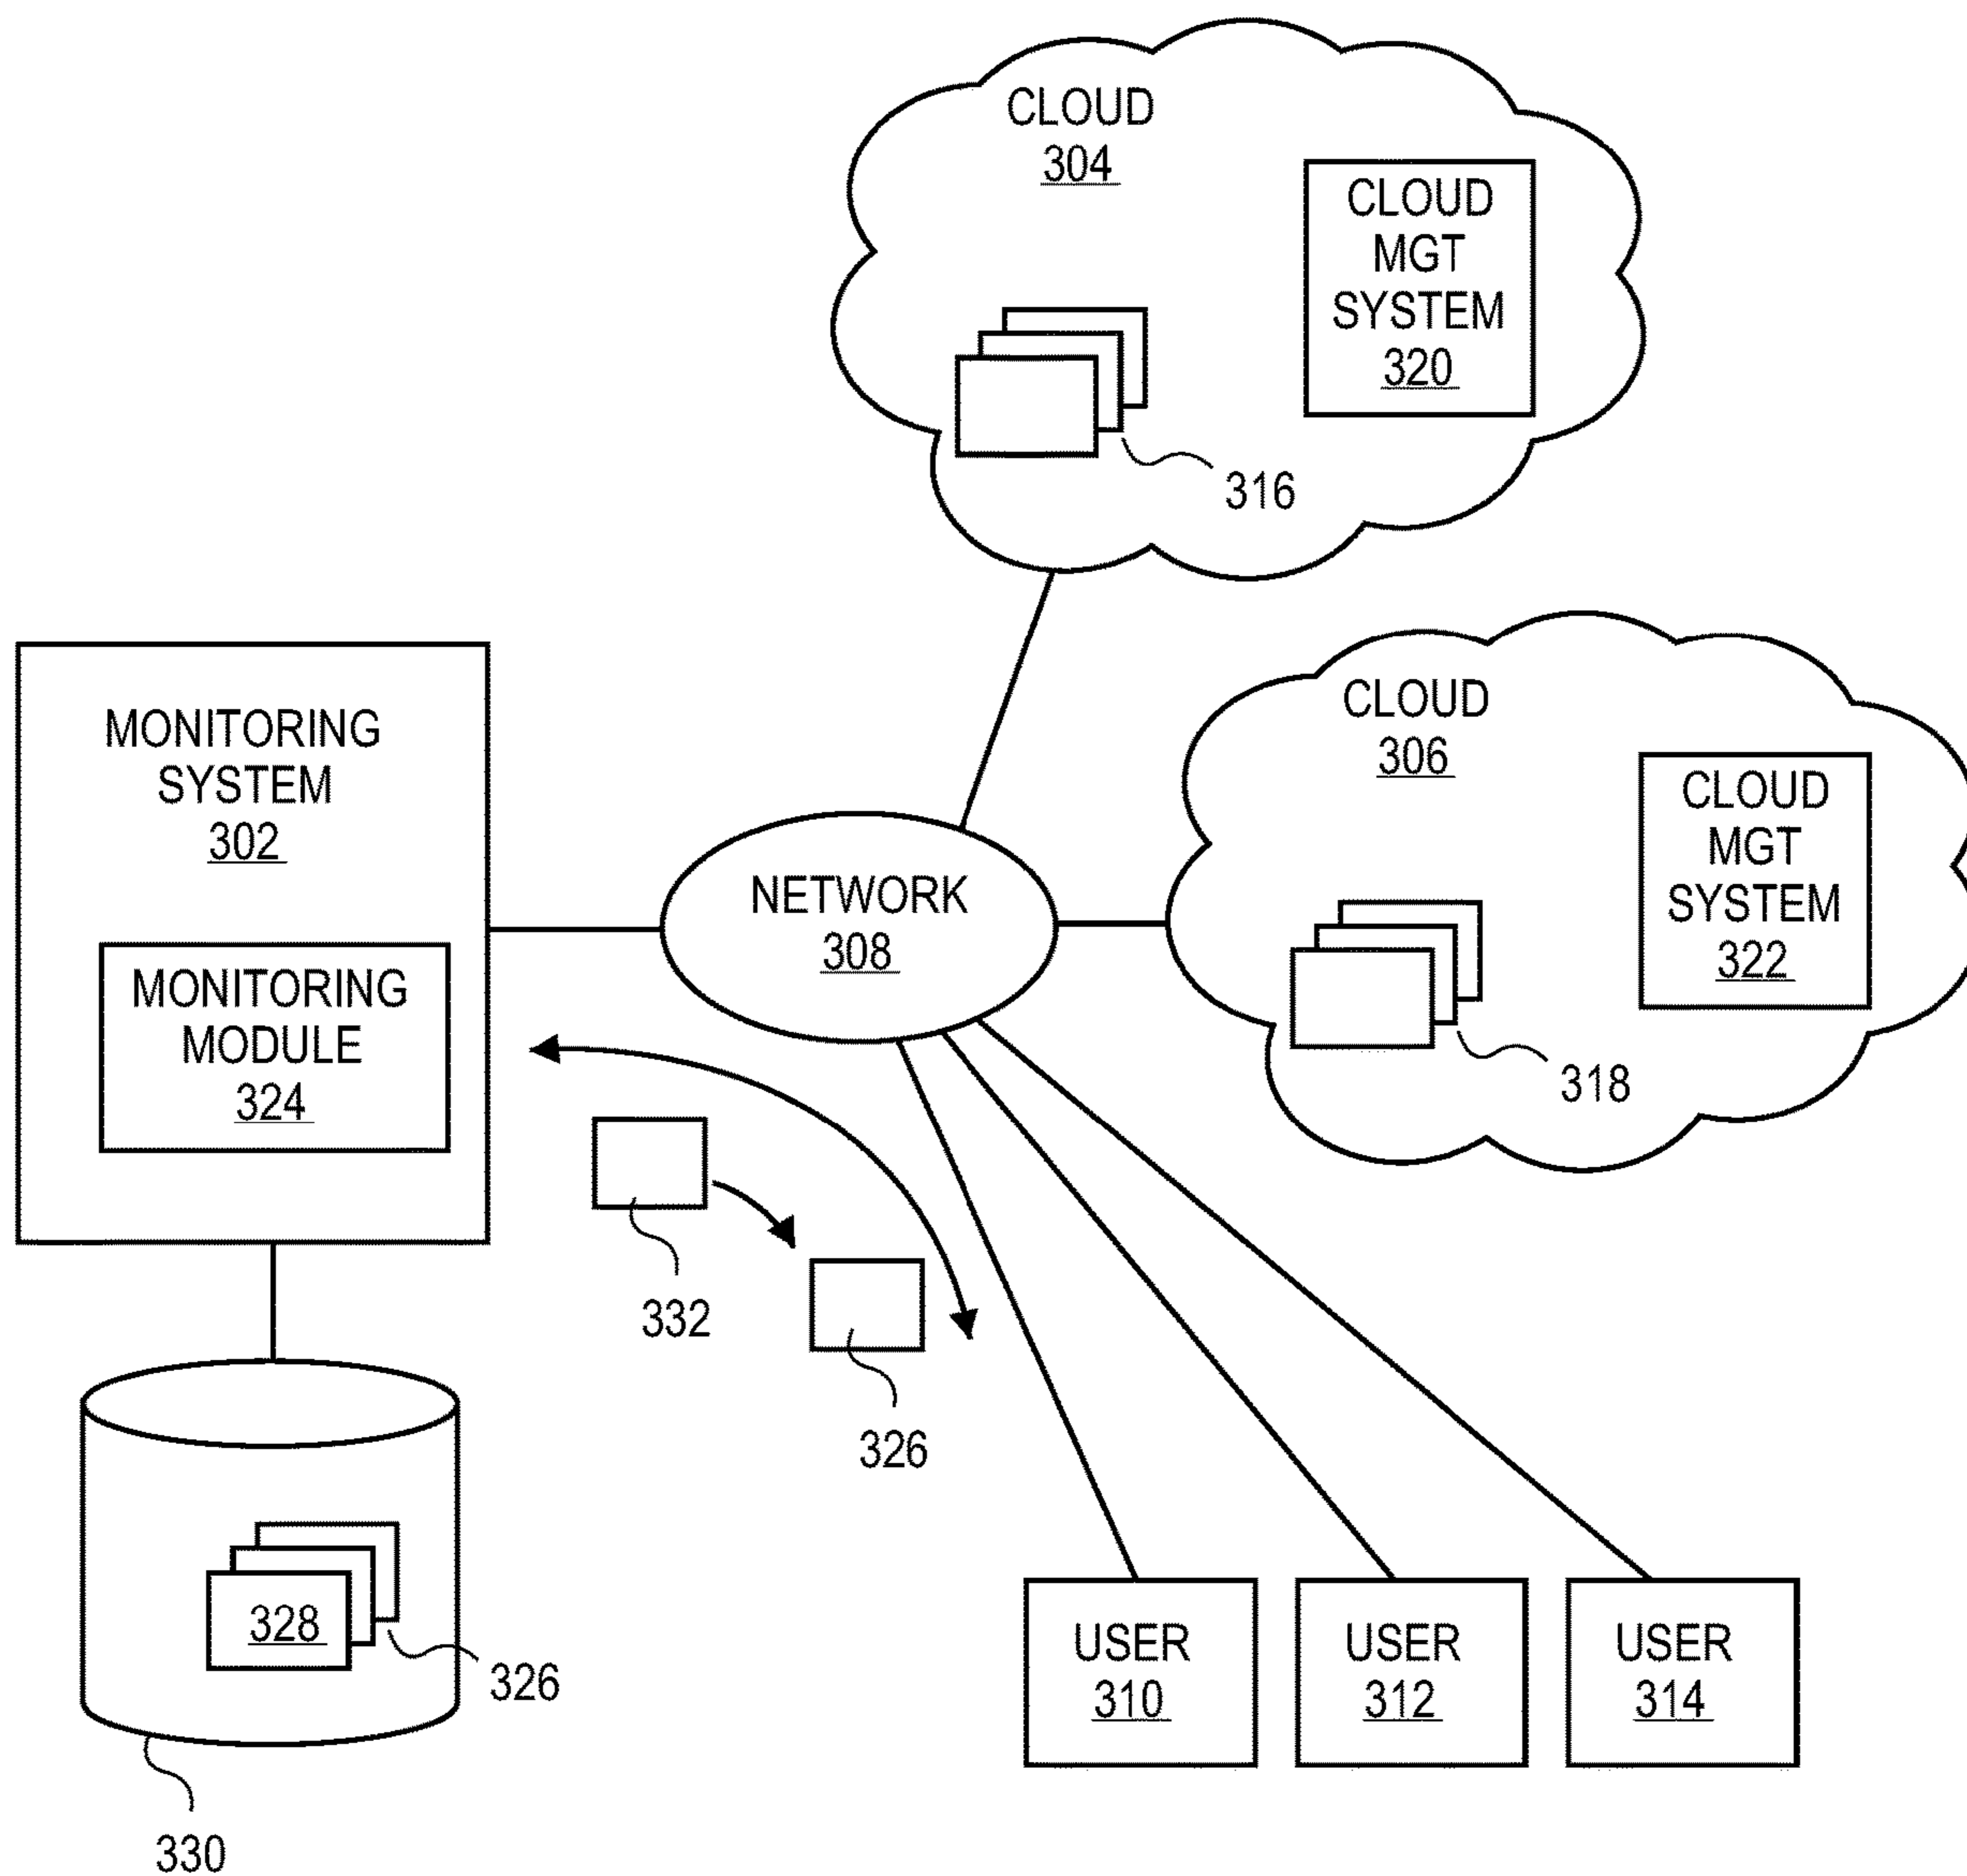 CLOUD
304
CLOUD
MGT
SYSTEM
320
316
MONITORING
SYSTEM
302
MONITORING
MODULE
324
NETWORK
308
CLOUD
306
CLOUD
MGT
SYSTEM
322
318
332
326
328
326
330
USER
310
USER
312
USER
314